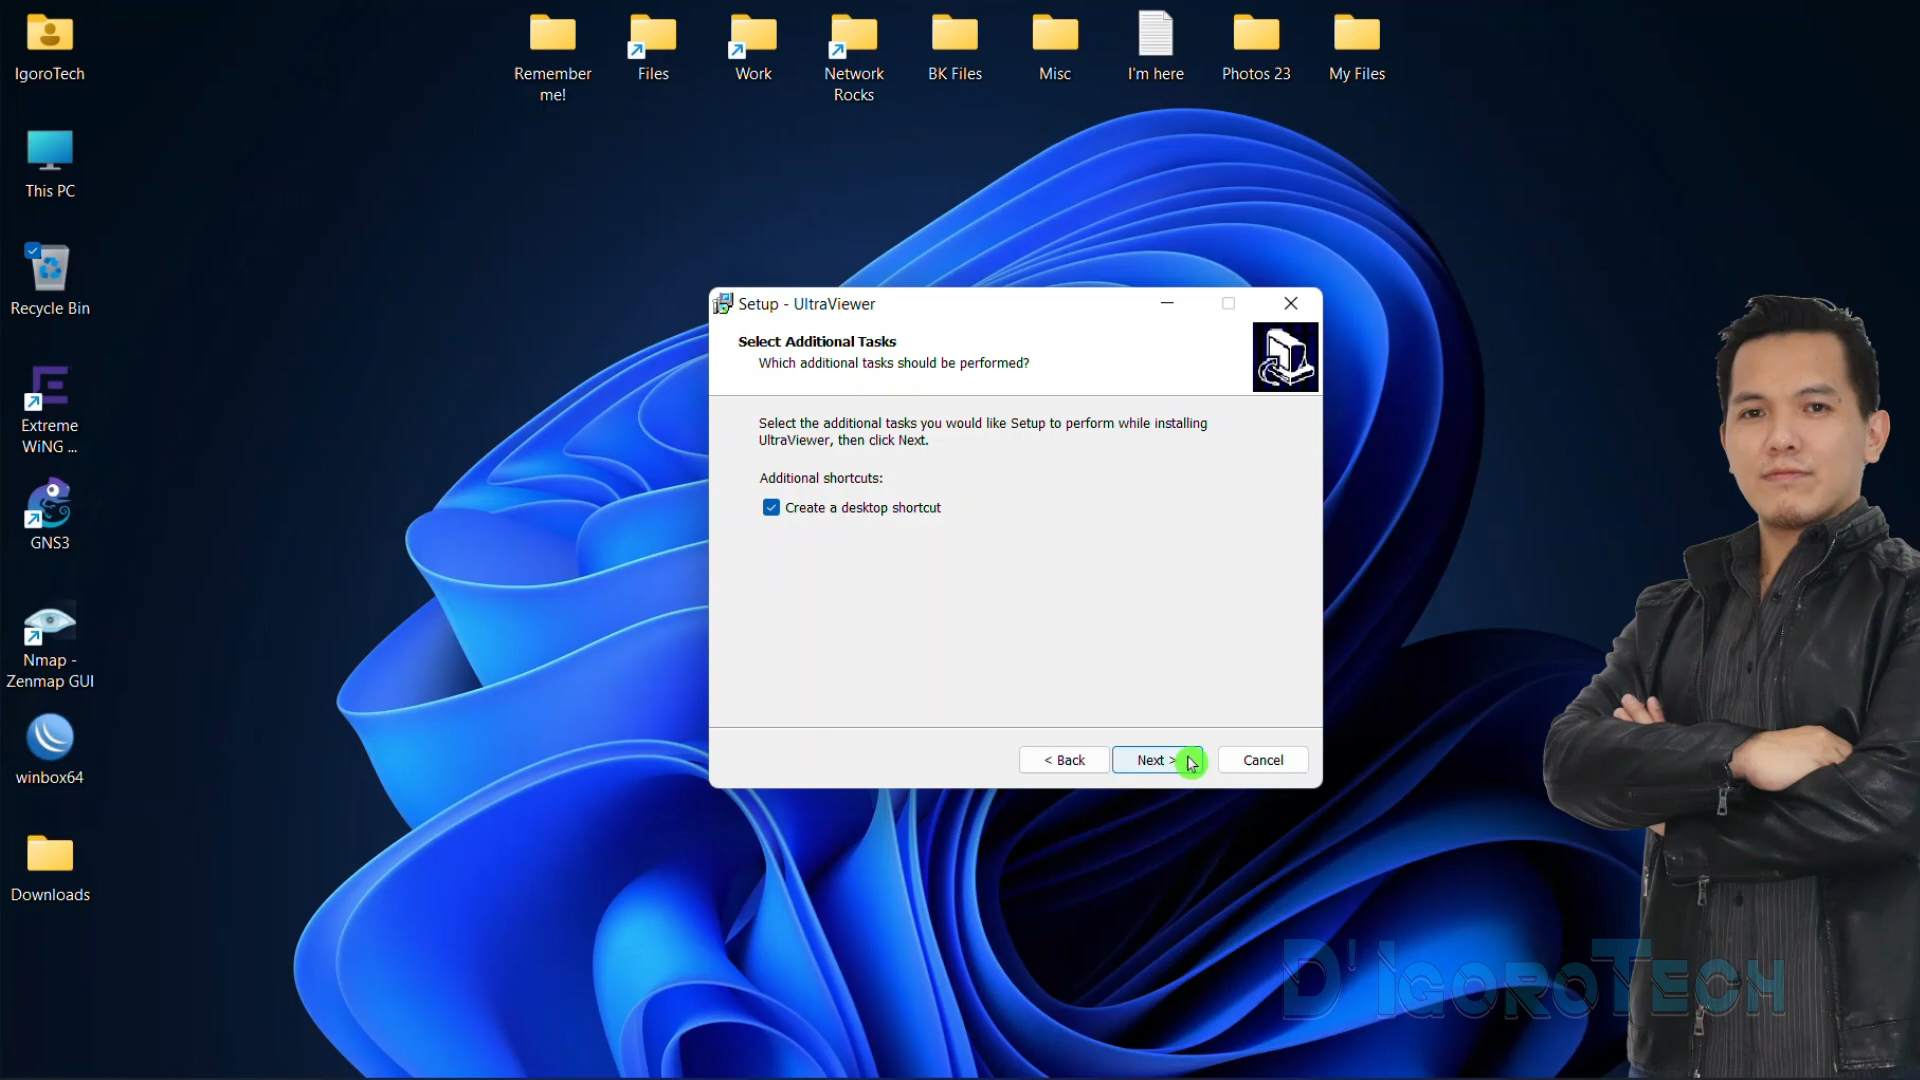 IgoroTech
This PC
Recycle Bin
Extreme
WiNG ...
GNS3
Nmap -
Zenmap GUI
winbox64
Downloads
Remember
me!
Files
Work
Network
Rocks
BK Files
Misc
I'm here
Photos 23
My Files
Setup - UltraViewer
Select Additional Tasks
Which additional tasks should be performed?
Select the additional tasks you would like Setup to perform while installing
UltraViewer, then click Next.
Additional shortcuts:
Create a desktop shortcut
< Back
Next >
Cancel
D' IgoroTech